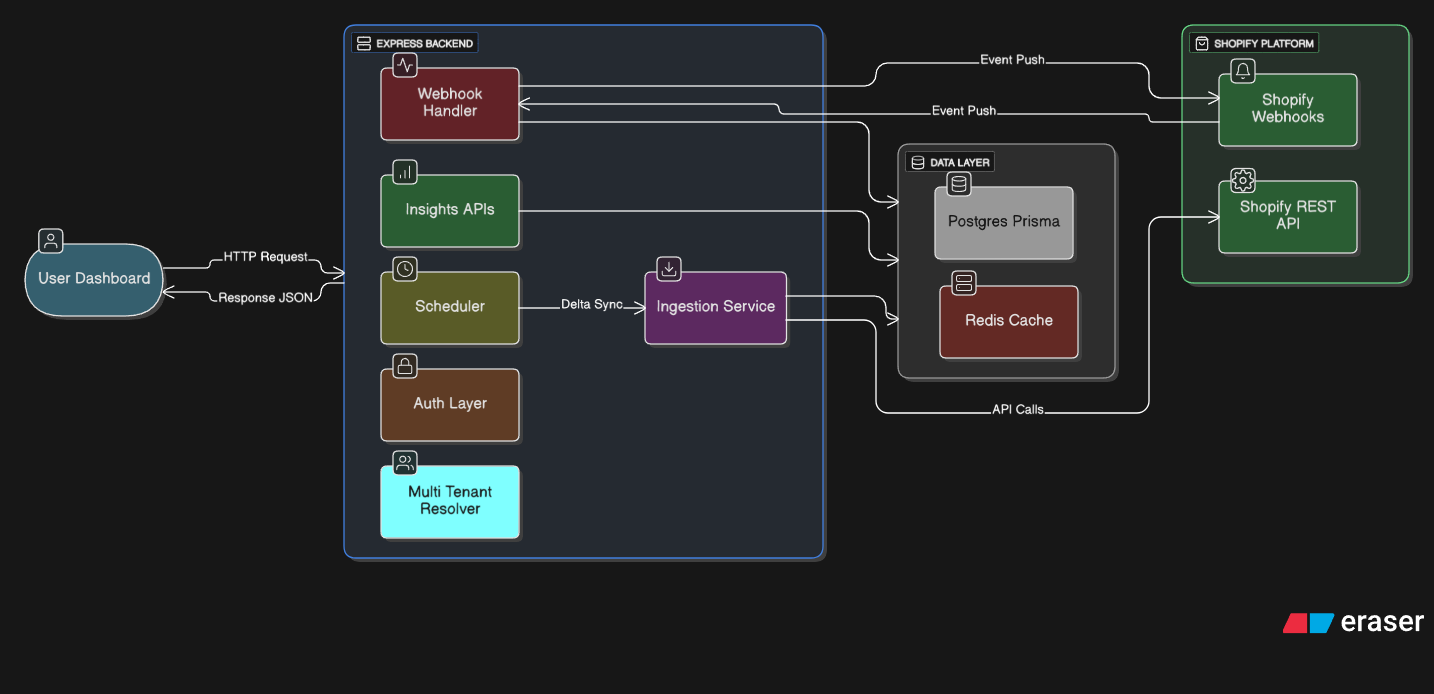 EXPRESS BACKEND
Webhook
Handler
Insights APIs
Scheduler
Auth Layer
Multi Tenant
Resolver
Delta Sync
Ingestion Service
User Dashboard
HTTP Request
Response JSON
Event Push
Event Push
DATA LAYER
Postgres Prisma
Redis Cache
API Calls
SHOPIFY PLATFORM
Shopify
Webhooks
Shopify REST
API
eraser